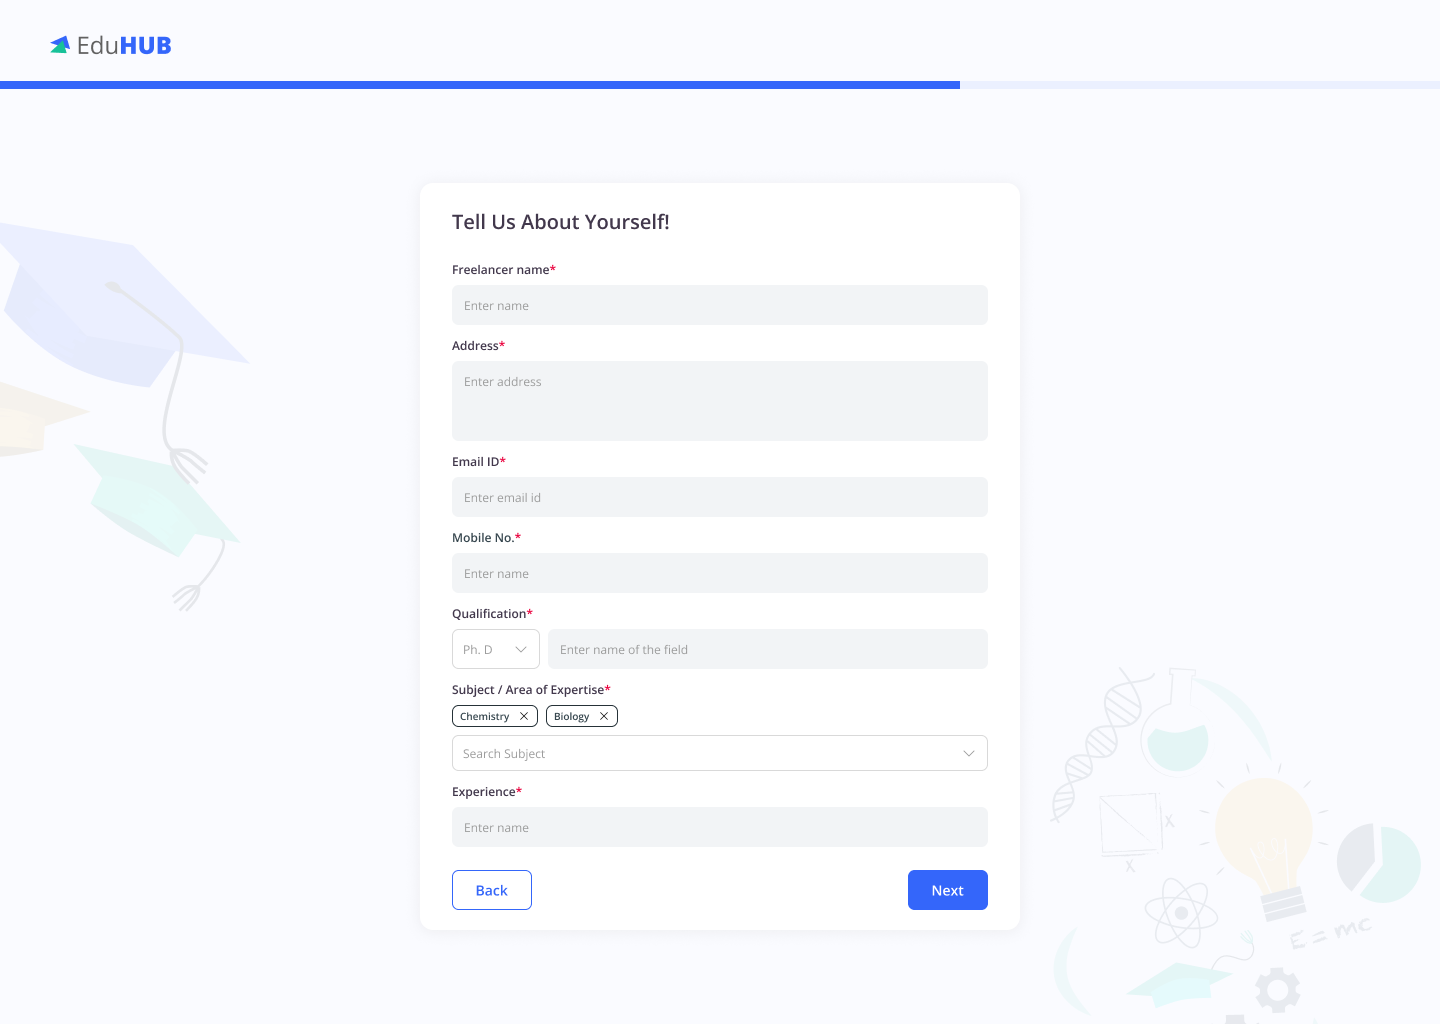 EduHUB
Tell Us About Yourself!
Freelancer name*
Enter name
Address*
Enter address
Email ID*
Enter email id
Mobile No.*
Enter name
Qualification*
Ph. D
Enter name of the field
Subject / Area of Expertise*
Chemistry
Biology
Search Subject
Experience*
Enter name
Back
Next
x
x
E = mc